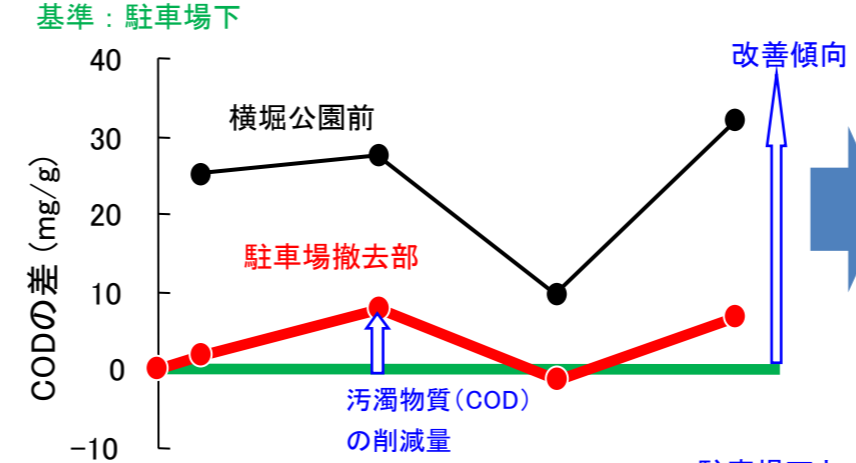 基準：駐車場下
改善傾向
40
30
20
10
0
−10
CODの差 (mg/g)
横堀公園前
駐車場撤去部
汚濁物質(COD)
の削減量